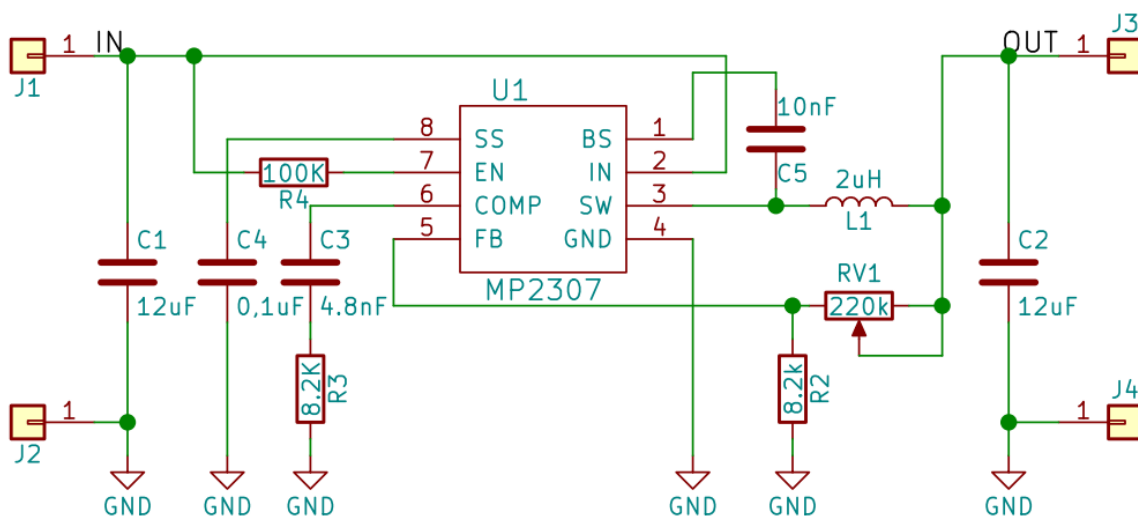 IN
1
J1
U1
8 SS
7 EN
6 COMP
5 FB
BS 1
IN 2
SW 3
GND 4
MP2307
10nF
C5
2uH
L1
OUT
1
J3
100K
R4
C1
12uF
C4
0,1uF
C3
4.8nF
8.2K
R3
RV1
220k
8.2k
R2
C2
12uF
1
J2
1
J4
GND
GND
GND
GND
GND
GND